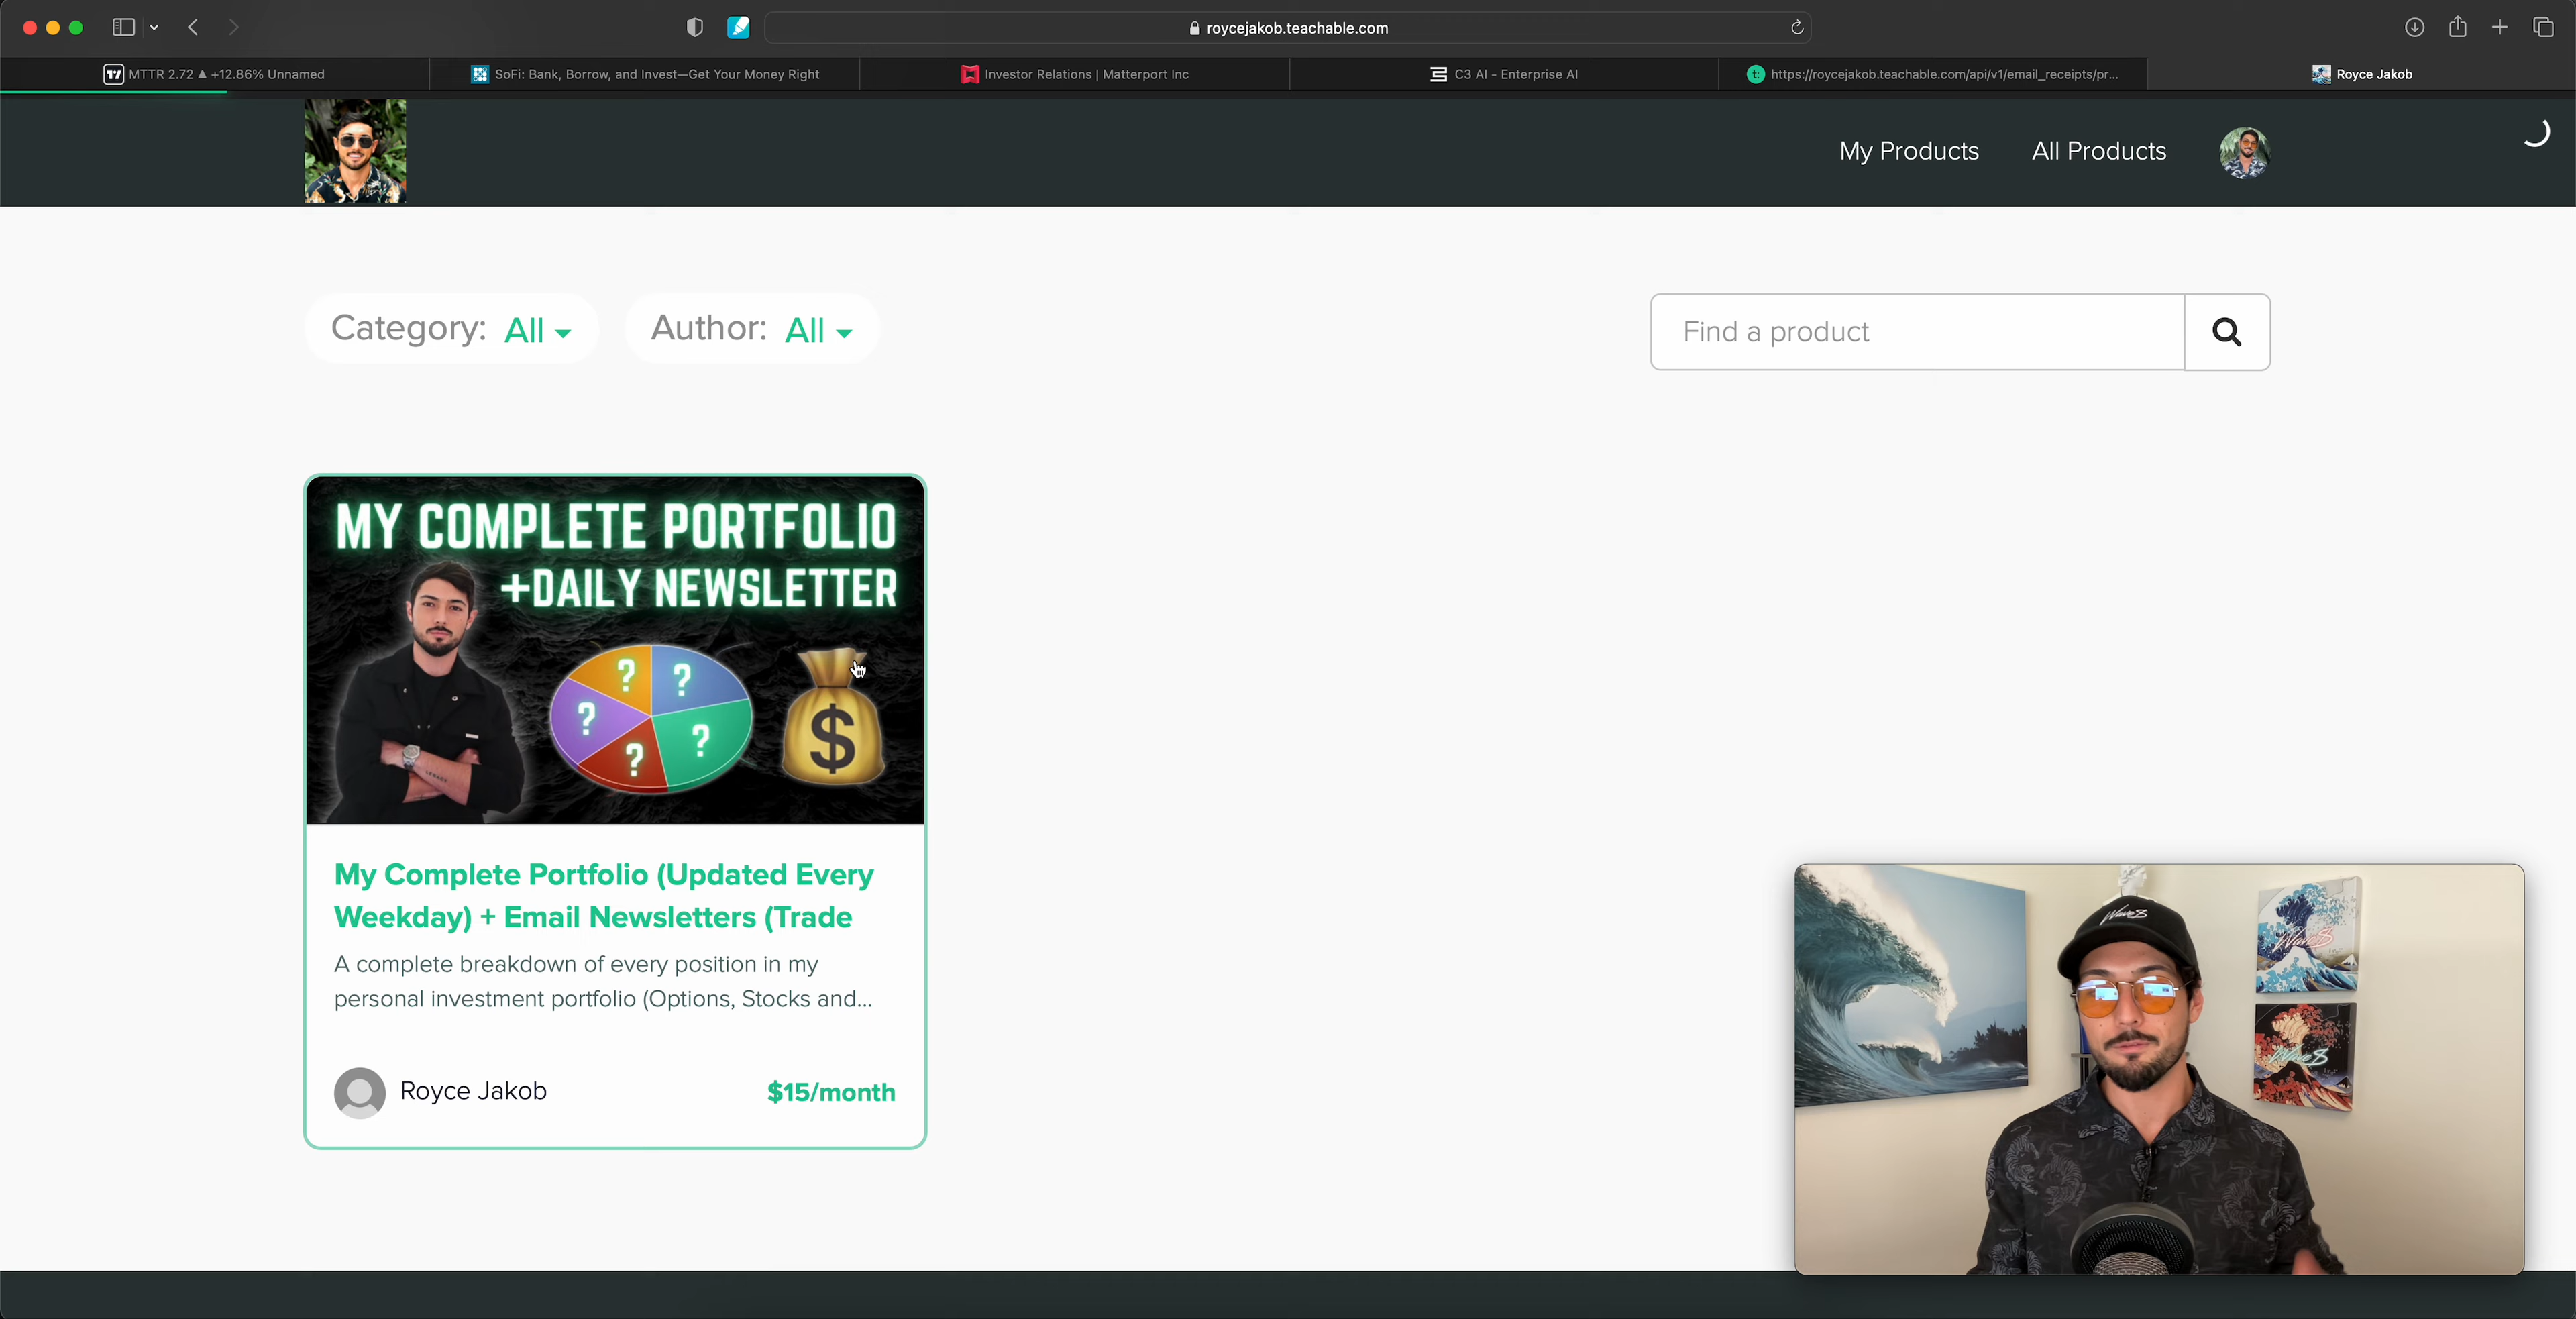 roycejakob.teachable.com
MTTR 2.72 ▲ +12.86% Unnamed
SoFi: Bank, Borrow, and Invest—Get Your Money Right
Investor Relations | Matterport Inc
C3 AI - Enterprise AI
https://roycejakob.teachable.com/api/v1/email_receipts/pr...
Royce Jakob
My Products
All Products
Category: All
Author: All
Find a product
MY COMPLETE PORTFOLIO
+DAILY NEWSLETTER
? ?
? ?
?
$
My Complete Portfolio (Updated Every
Weekday) + Email Newsletters (Trade
A complete breakdown of every position in my
personal investment portfolio (Options, Stocks and...
Royce Jakob
$15/month